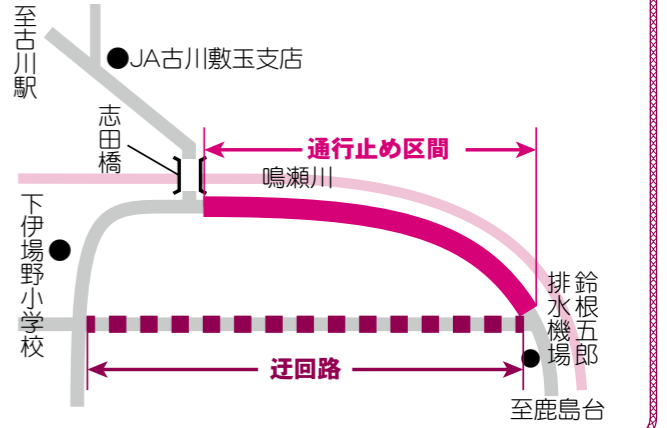 至古川駅
JA古川敷玉支店
志田橋
通行止め区間
鳴瀬川
下伊場野小学校
鈴根五郎
排水機場
迂回路
至鹿島台